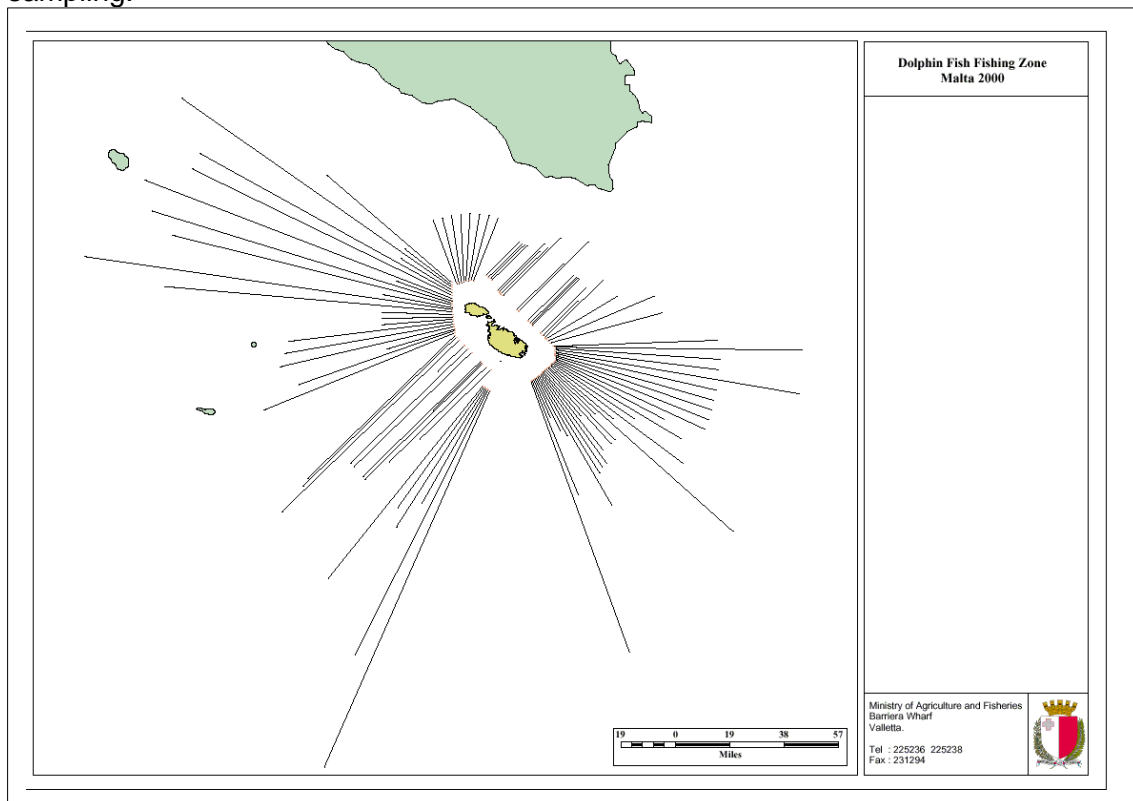 sampling.
Dolphin Fish Fishing Zone
Malta 2000
19 0 19 38 57
Miles
Ministry of Agriculture and Fisheries
Barriera Wharf
Valletta.
Tel : 225236 225238
Fax : 231294